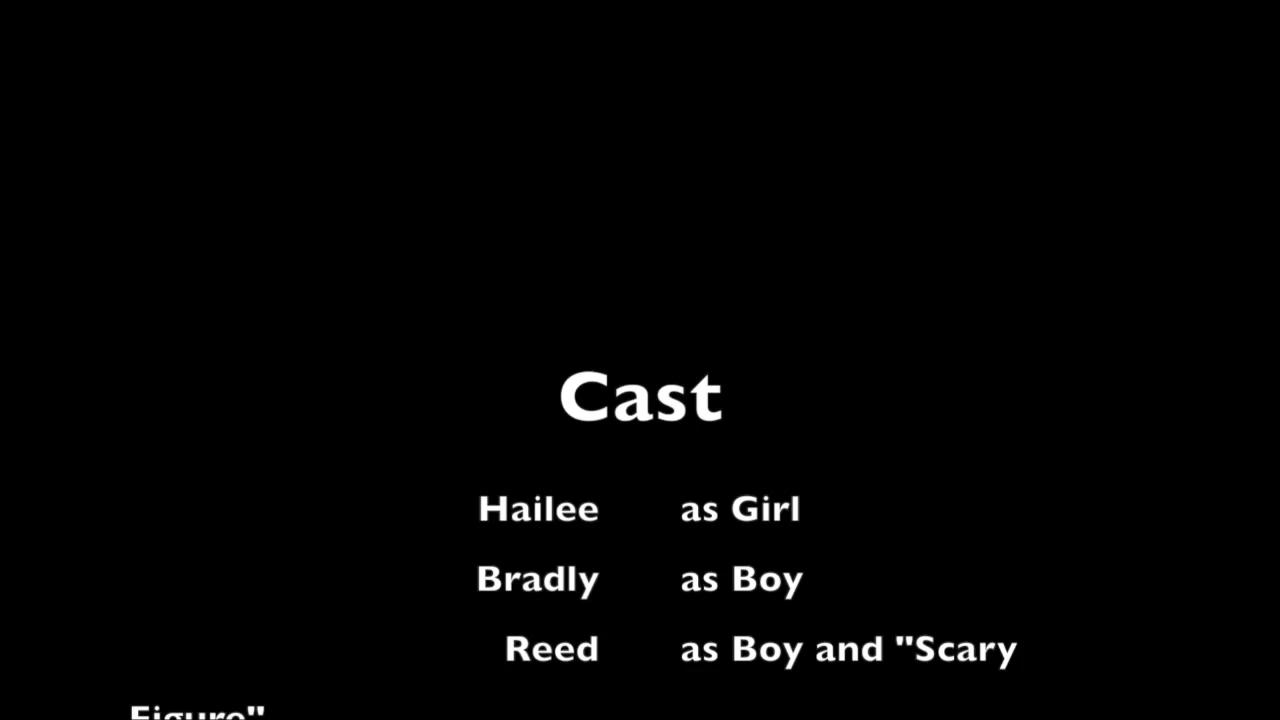 Cast
Hailee as Girl
Bradly as Boy
Reed as Boy and "Scary
Figure"